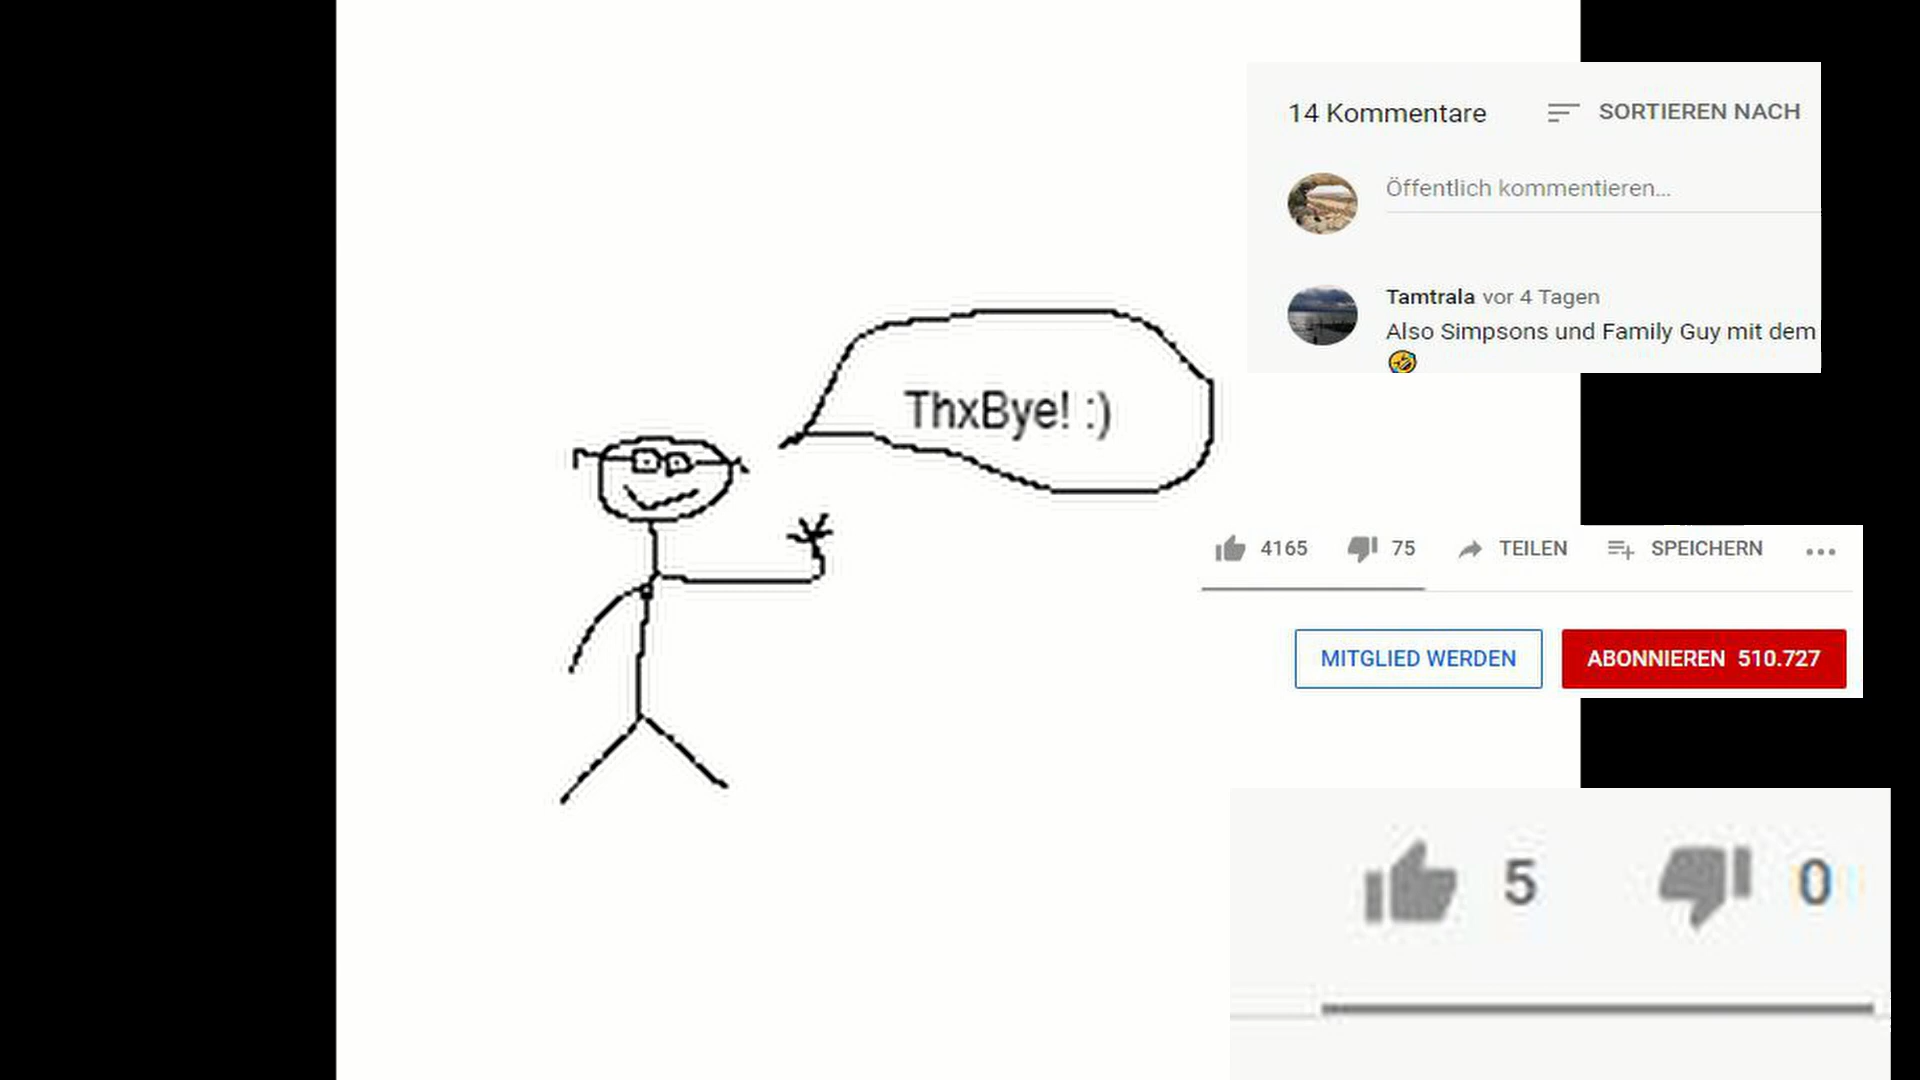 14 Kommentare
SORTIEREN NACH
Öffentlich kommentieren...
Tamtrala vor 4 Tagen
Also Simpsons und Family Guy mit dem
🤣
ThxBye! :)
4165 75 TEILEN SPEICHERN
MITGLIED WERDEN
ABONNIEREN 510.727
5 0